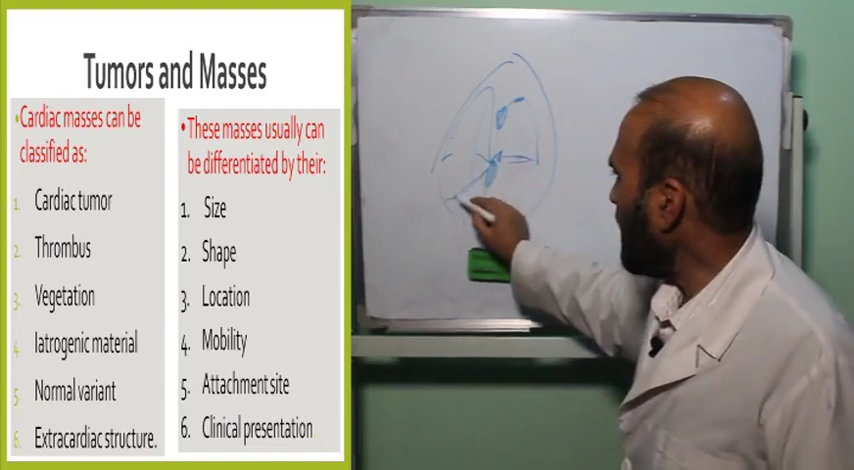 Tumors and Masses
•Cardiac masses can be
classified as:
1. Cardiac tumor
2. Thrombus
3. Vegetation
4. Iatrogenic material
5. Normal variant
6. Extracardiac structure.
•These masses usually can
be differentiated by their:
1. Size
2. Shape
3. Location
4. Mobility
5. Attachment site
6. Clinical presentation.